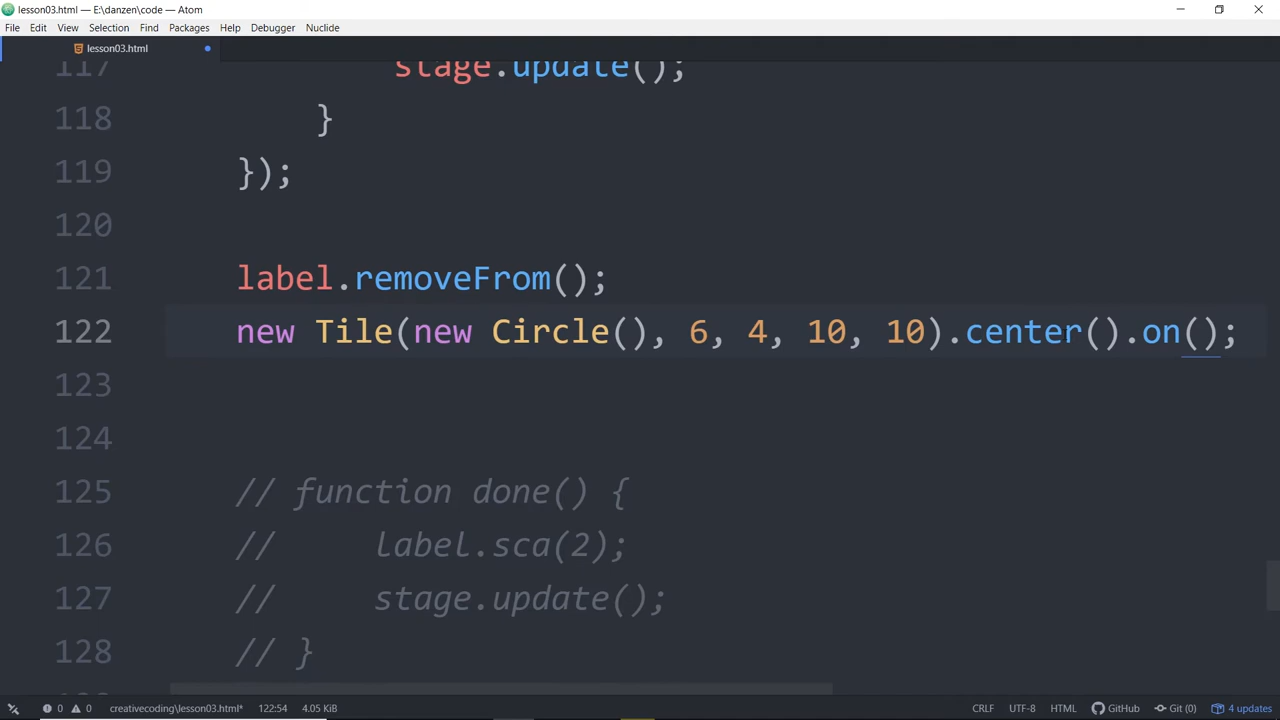 lesson03.html — E:\danzen\code — Atom
File Edit View Selection Find Packages Help Debugger Nuclide
lesson03.html
117 stage.update();
118 }
119 });
120
121 label.removeFrom();
122 new Tile(new Circle(), 6, 4, 10, 10).center().on();
123
124
125 // function done() {
126 // label.sca(2);
127 // stage.update();
128 // }
0 0 creativecoding\lesson03.html* 122:54 4.05 KiB CRLF UTF-8 HTML GitHub Git (0) 4 updates